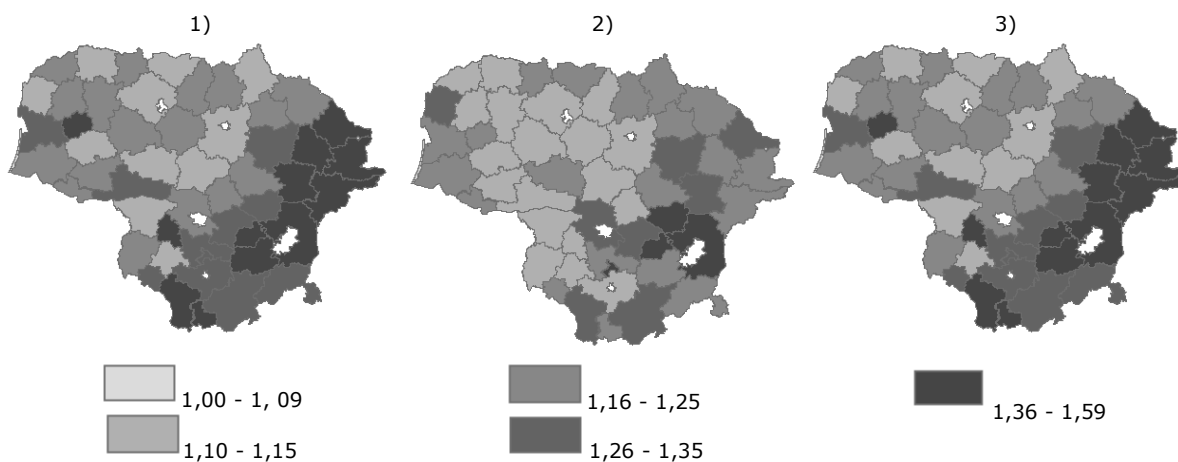 1)
2)
3)
1,00 - 1, 09
1,10 - 1,15
1,16 - 1,25
1,26 - 1,35
1,36 - 1,59